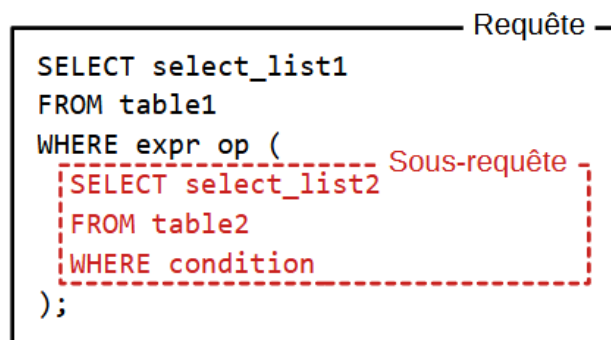 Requête
SELECT select_list1
FROM table1
WHERE expr op (
Sous-requête
SELECT select_list2
FROM table2
WHERE condition
);